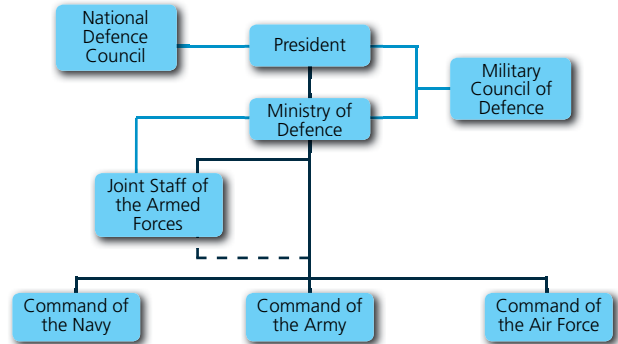 National
Defence
Council
President
Military
Council of
Defence
Ministry of
Defence
Joint Staff of
the Armed
Forces
Command of
the Navy
Command of
the Army
Command of
the Air Force